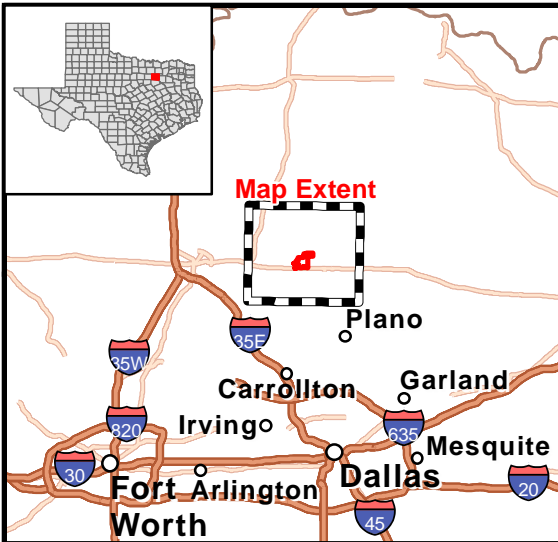 Map Extent
Plano
35E
35W
Carrollton
Garland
820
Irving
635
Mesquite
30
Dallas
Fort Worth
Arlington
20
45